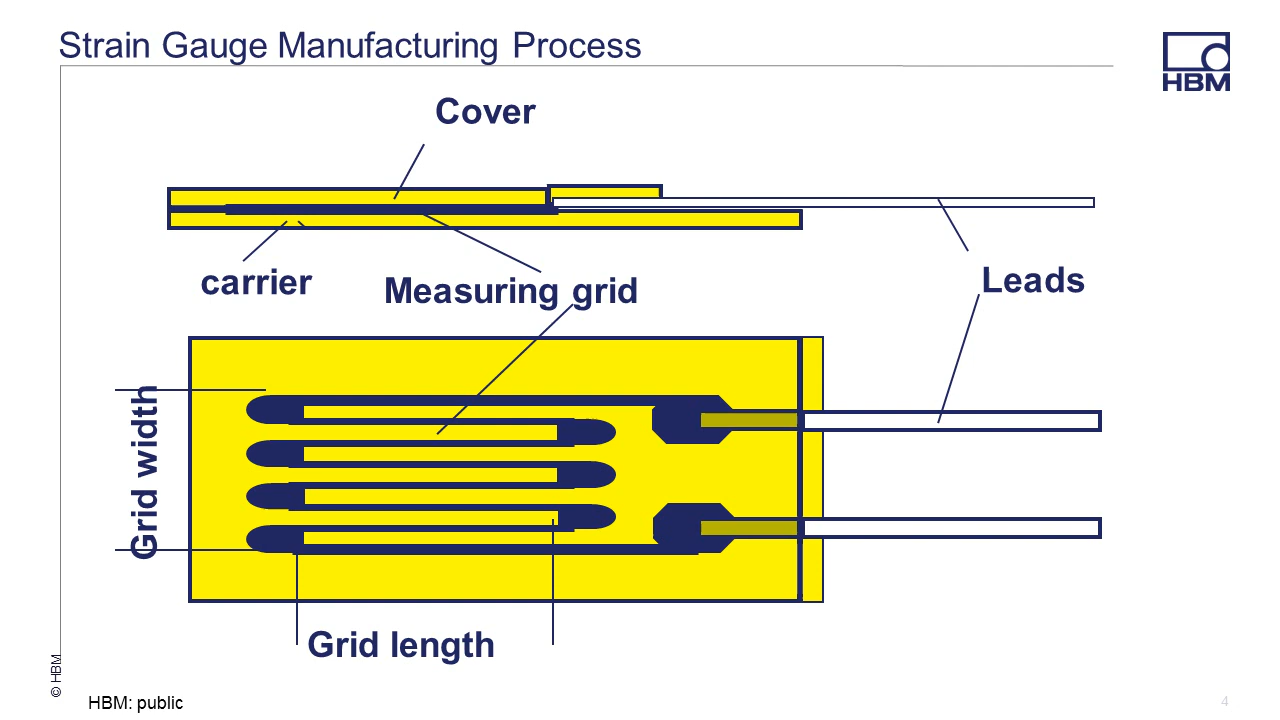 Strain Gauge Manufacturing Process
HBM
Cover
carrier
Measuring grid
Leads
Grid width
Grid length
© HBM
HBM: public
4